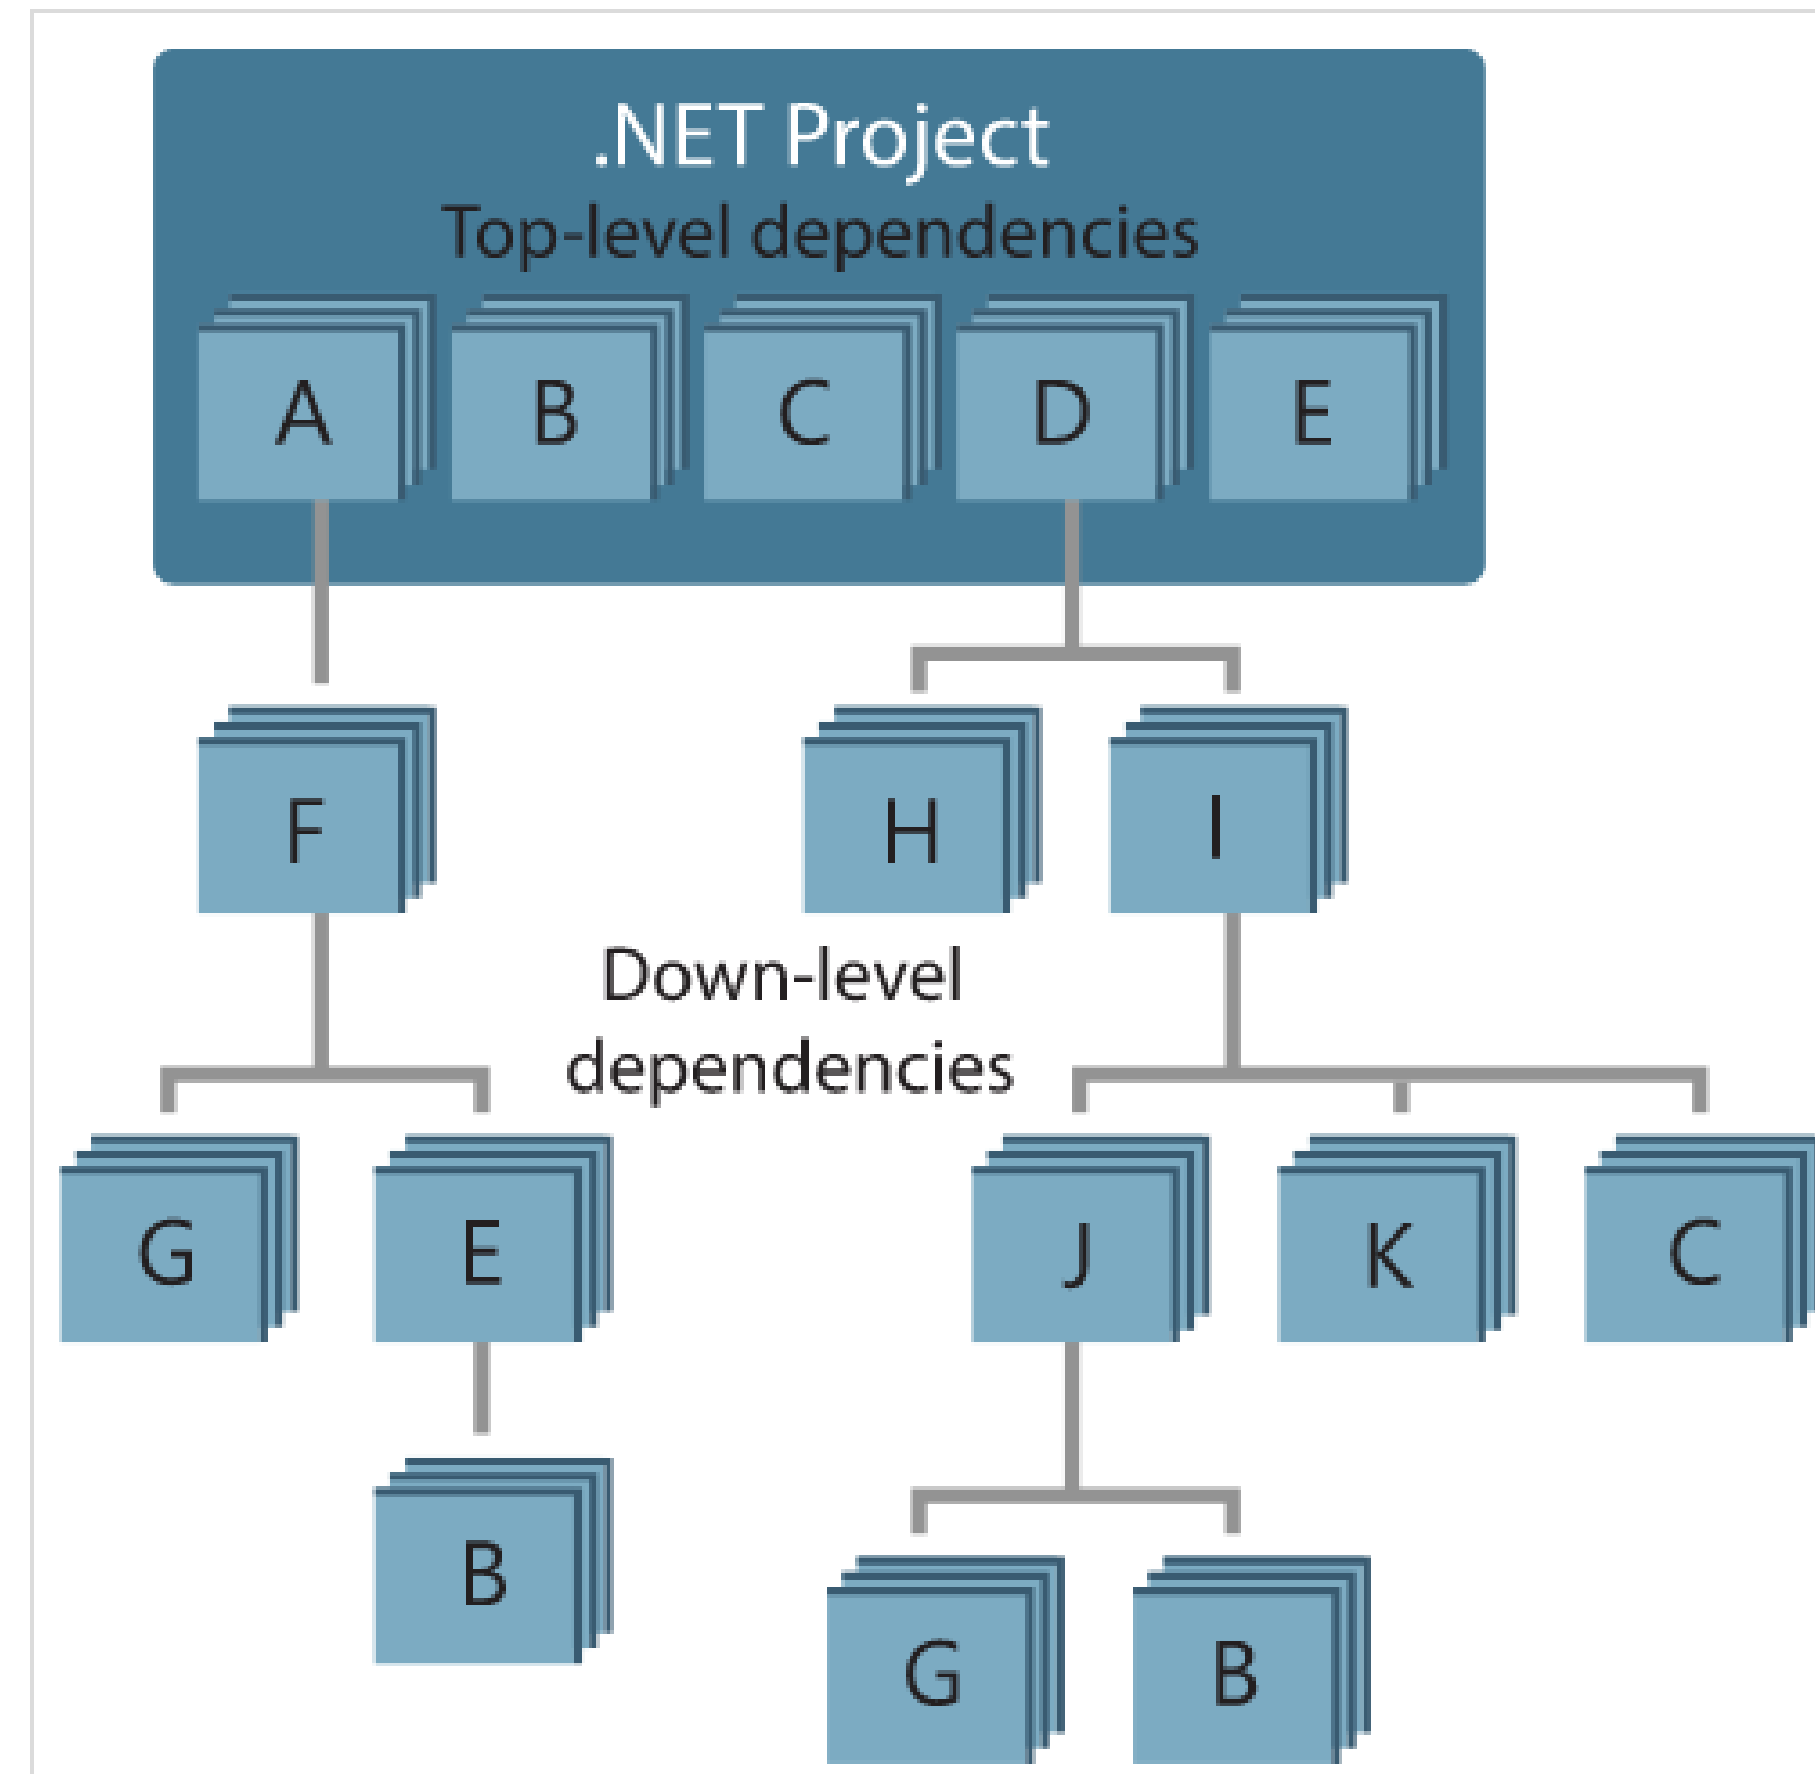 .NET Project
Top-level dependencies
A B C D E
F H I
Down-level
dependencies
G E J K C
B
G B